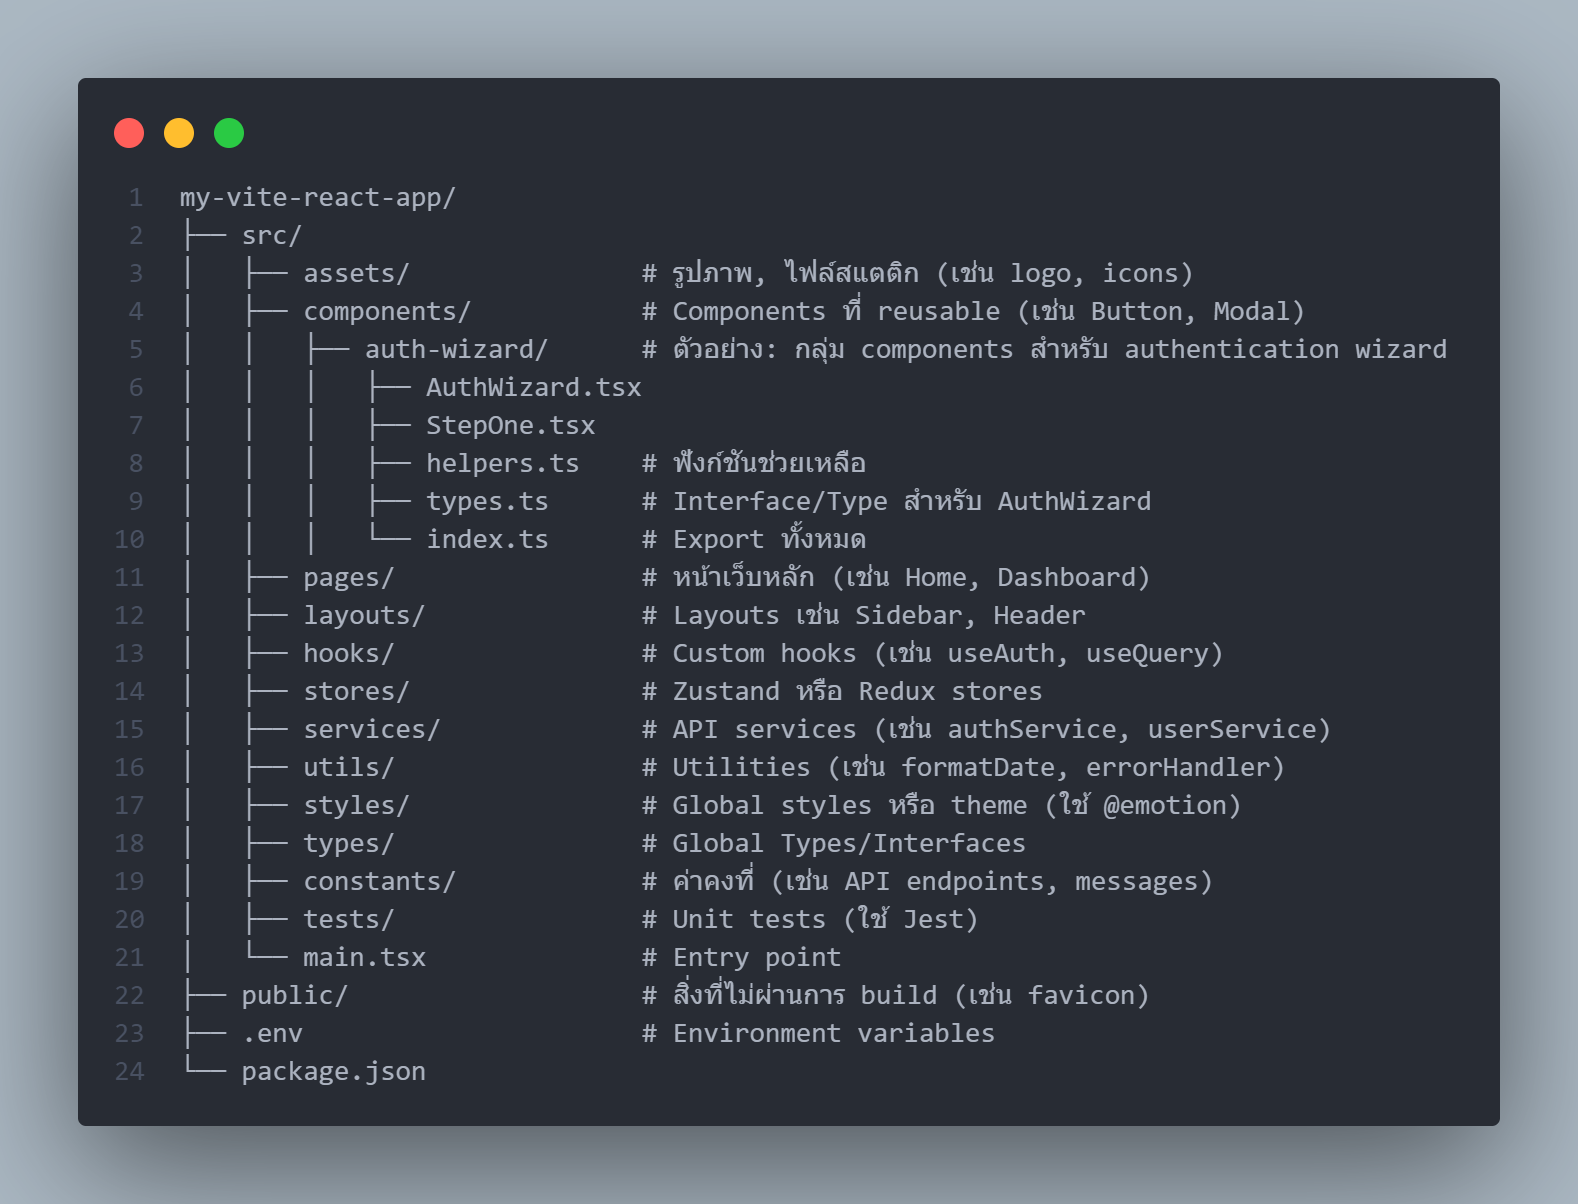 1 my-vite-react-app/
2 ├── src/
3 │   ├── assets/               # รูปภาพ, ไฟล์สแตติก (เช่น logo, icons)
4 │   ├── components/           # Components ที่ reusable (เช่น Button, Modal)
5 │   │   ├── auth-wizard/      # ตัวอย่าง: กลุ่ม components สำหรับ authentication wizard
6 │   │   │   ├── AuthWizard.tsx
7 │   │   │   ├── StepOne.tsx
8 │   │   │   ├── helpers.ts    # ฟังก์ชันช่วยเหลือ
9 │   │   │   ├── types.ts      # Interface/Type สำหรับ AuthWizard
10 │   │   │   └── index.ts      # Export ทั้งหมด
11 │   ├── pages/                # หน้าเว็บหลัก (เช่น Home, Dashboard)
12 │   ├── layouts/              # Layouts เช่น Sidebar, Header
13 │   ├── hooks/                # Custom hooks (เช่น useAuth, useQuery)
14 │   ├── stores/               # Zustand หรือ Redux stores
15 │   ├── services/             # API services (เช่น authService, userService)
16 │   ├── utils/                # Utilities (เช่น formatDate, errorHandler)
17 │   ├── styles/               # Global styles หรือ theme (ใช้ @emotion)
18 │   ├── types/                # Global Types/Interfaces
19 │   ├── constants/            # ค่าคงที่ (เช่น API endpoints, messages)
20 │   ├── tests/                # Unit tests (ใช้ Jest)
21 │   └── main.tsx              # Entry point
22 ├── public/                   # สิ่งที่ไม่ผ่านการ build (เช่น favicon)
23 ├── .env                      # Environment variables
24 └── package.json